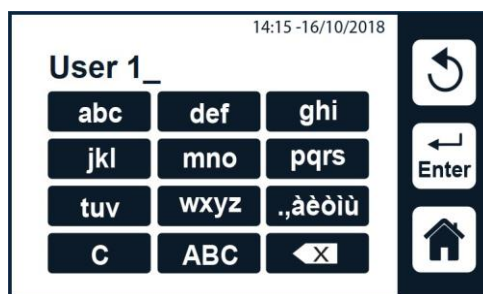 14:15 -16/10/2018
User 1_
abc def ghi
jkl mno pqrs
tuv wxyz .,àèòìù
C ABC X
Enter